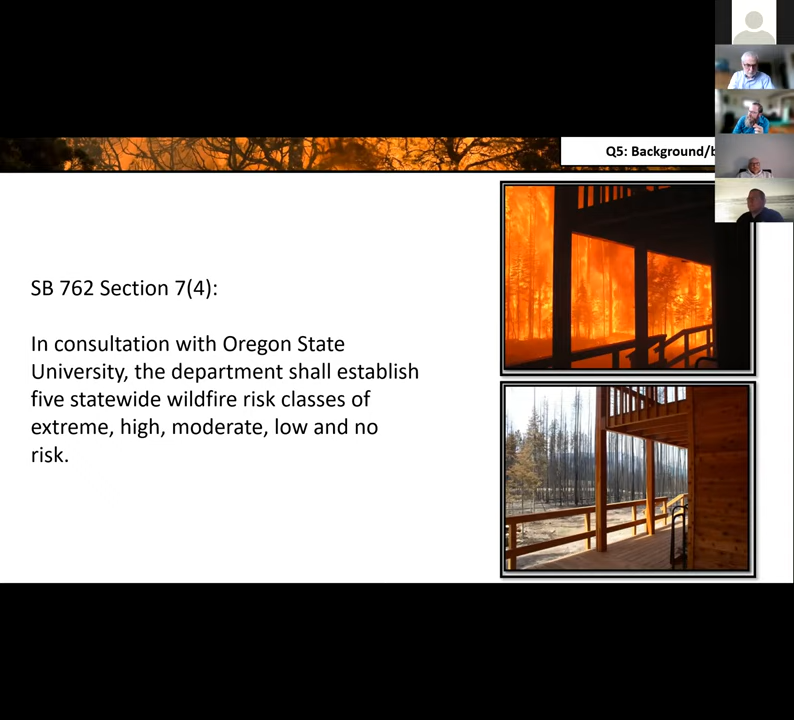 Q5: Background/b
SB 762 Section 7(4):
In consultation with Oregon State
University, the department shall establish
five statewide wildfire risk classes of
extreme, high, moderate, low and no
risk.